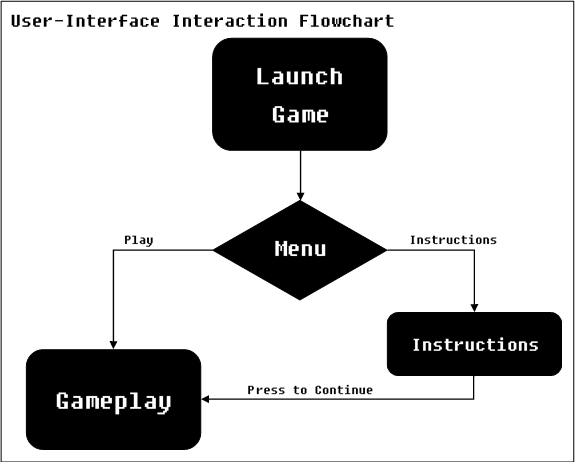 User-Interface Interaction Flowchart
Launch
Game
Menu
Play
Instructions
Instructions
Press to Continue
Gameplay